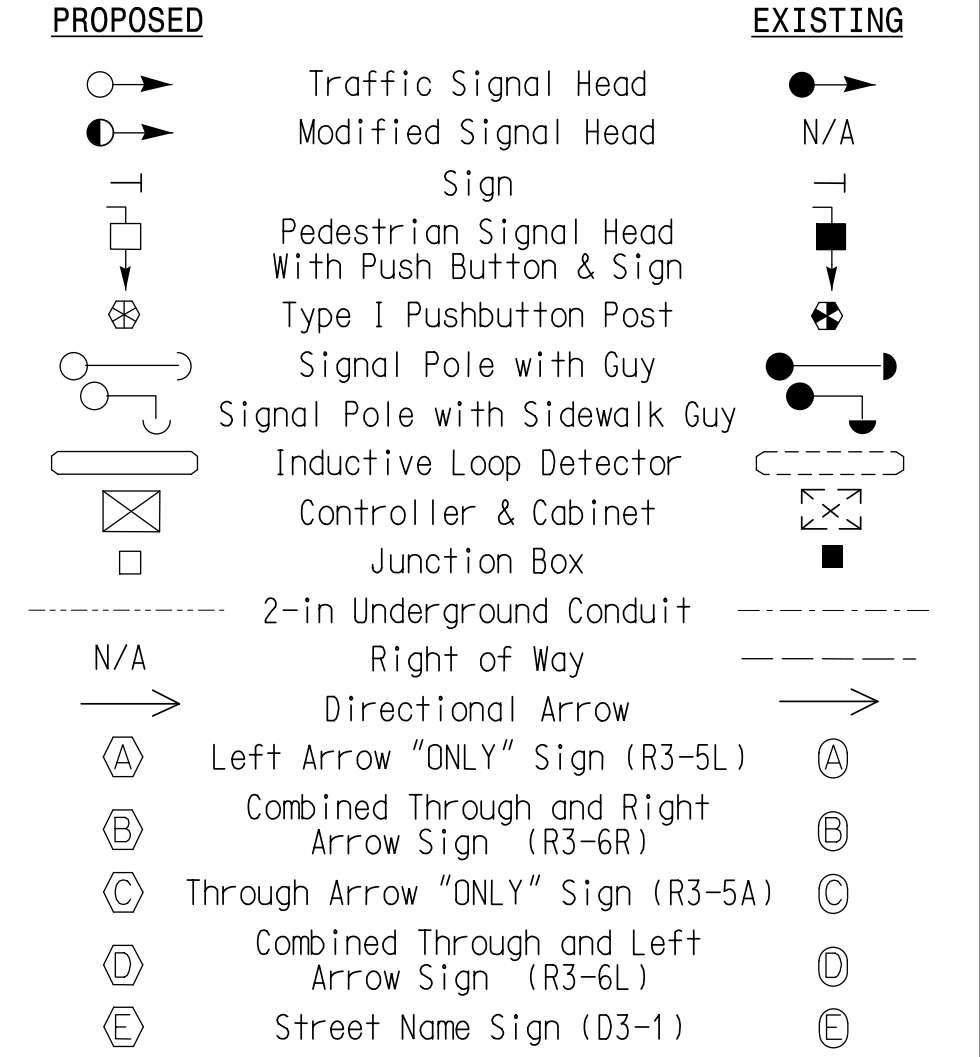 PROPOSED EXISTING
Traffic Signal Head
Modified Signal Head N/A
Sign
Pedestrian Signal Head
With Push Button & Sign
Type I Pushbutton Post
Signal Pole with Guy
Signal Pole with Sidewalk Guy
Inductive Loop Detector
Controller & Cabinet
Junction Box
2-in Underground Conduit
N/A Right of Way
Directional Arrow
A Left Arrow "ONLY" Sign (R3-5L) A
Combined Through and Right
B Arrow Sign (R3-6R) B
C Through Arrow "ONLY" Sign (R3-5A) C
Combined Through and Left
D Arrow Sign (R3-6L) D
E Street Name Sign (D3-1) E